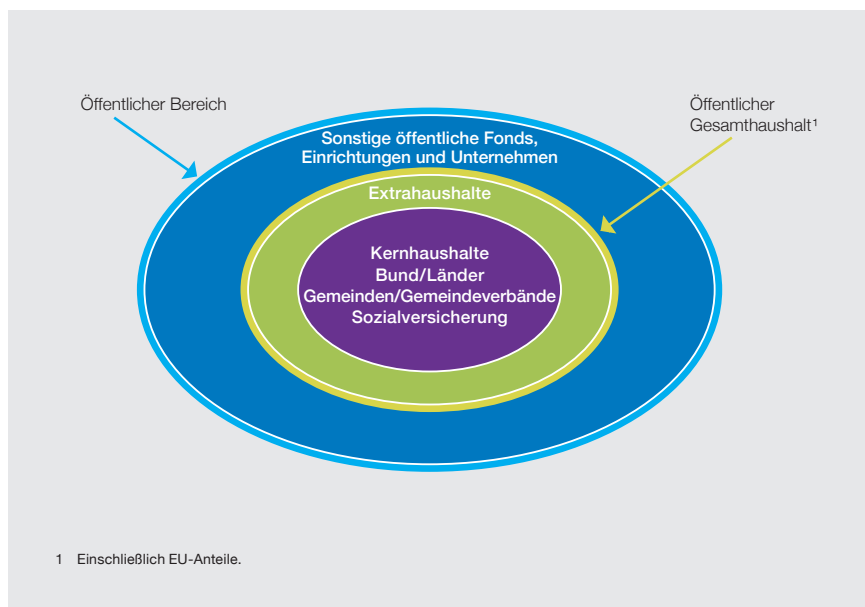 Öffentlicher Bereich
Öffentlicher
Gesamthaushalt¹
Sonstige öffentliche Fonds,
Einrichtungen und Unternehmen
Extrahaushalte
Kernhaushalte
Bund/Länder
Gemeinden/Gemeindeverbände
Sozialversicherung
1 Einschließlich EU-Anteile.